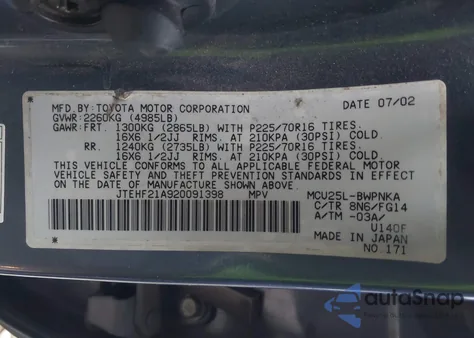 MFD.BY:TOYOTA MOTOR CORPORATION DATE 07/02
GVWR:2260KG (4985LB)
GAWR:FRT. 1300KG (2865LB) WITH P225/70R16 TIRES.
16X6 1/2JJ RIMS. AT 210KPA (30PSI) COLD.
RR. 1240KG (2735LB) WITH P225/70R16 TIRES.
16X6 1/2JJ RIMS. AT 210KPA (30PSI) COLD.
THIS VEHICLE CONFORMS TO ALL APPLICABLE FEDERAL MOTOR
VEHICLE SAFETY AND THEFT PREVENTION STANDARDS IN EFFECT
ON THE DATE OF MANUFACTURE SHOWN ABOVE.
JTEHF21A920091398 MPV MCU25L-BWPNKA
C/TR 8N6/FG14
A/TM -03A/
U140F
MADE IN JAPAN
NO.171
autoSnap